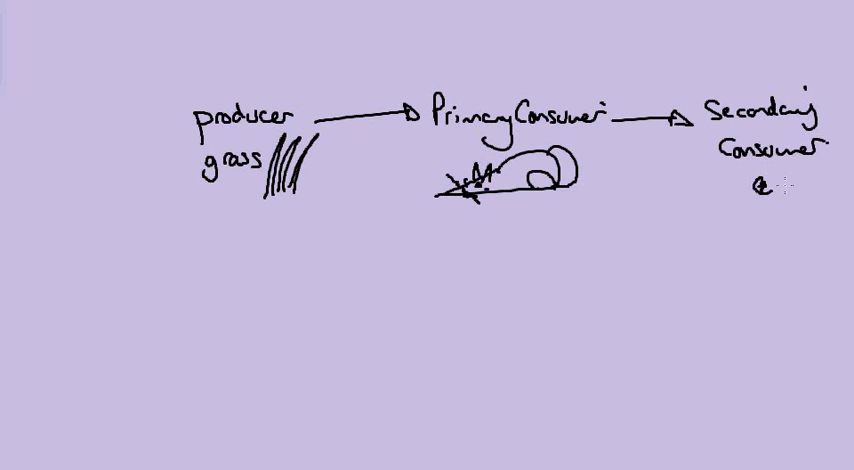 producer
grass
Primary Consumer
Secondary
Consumer